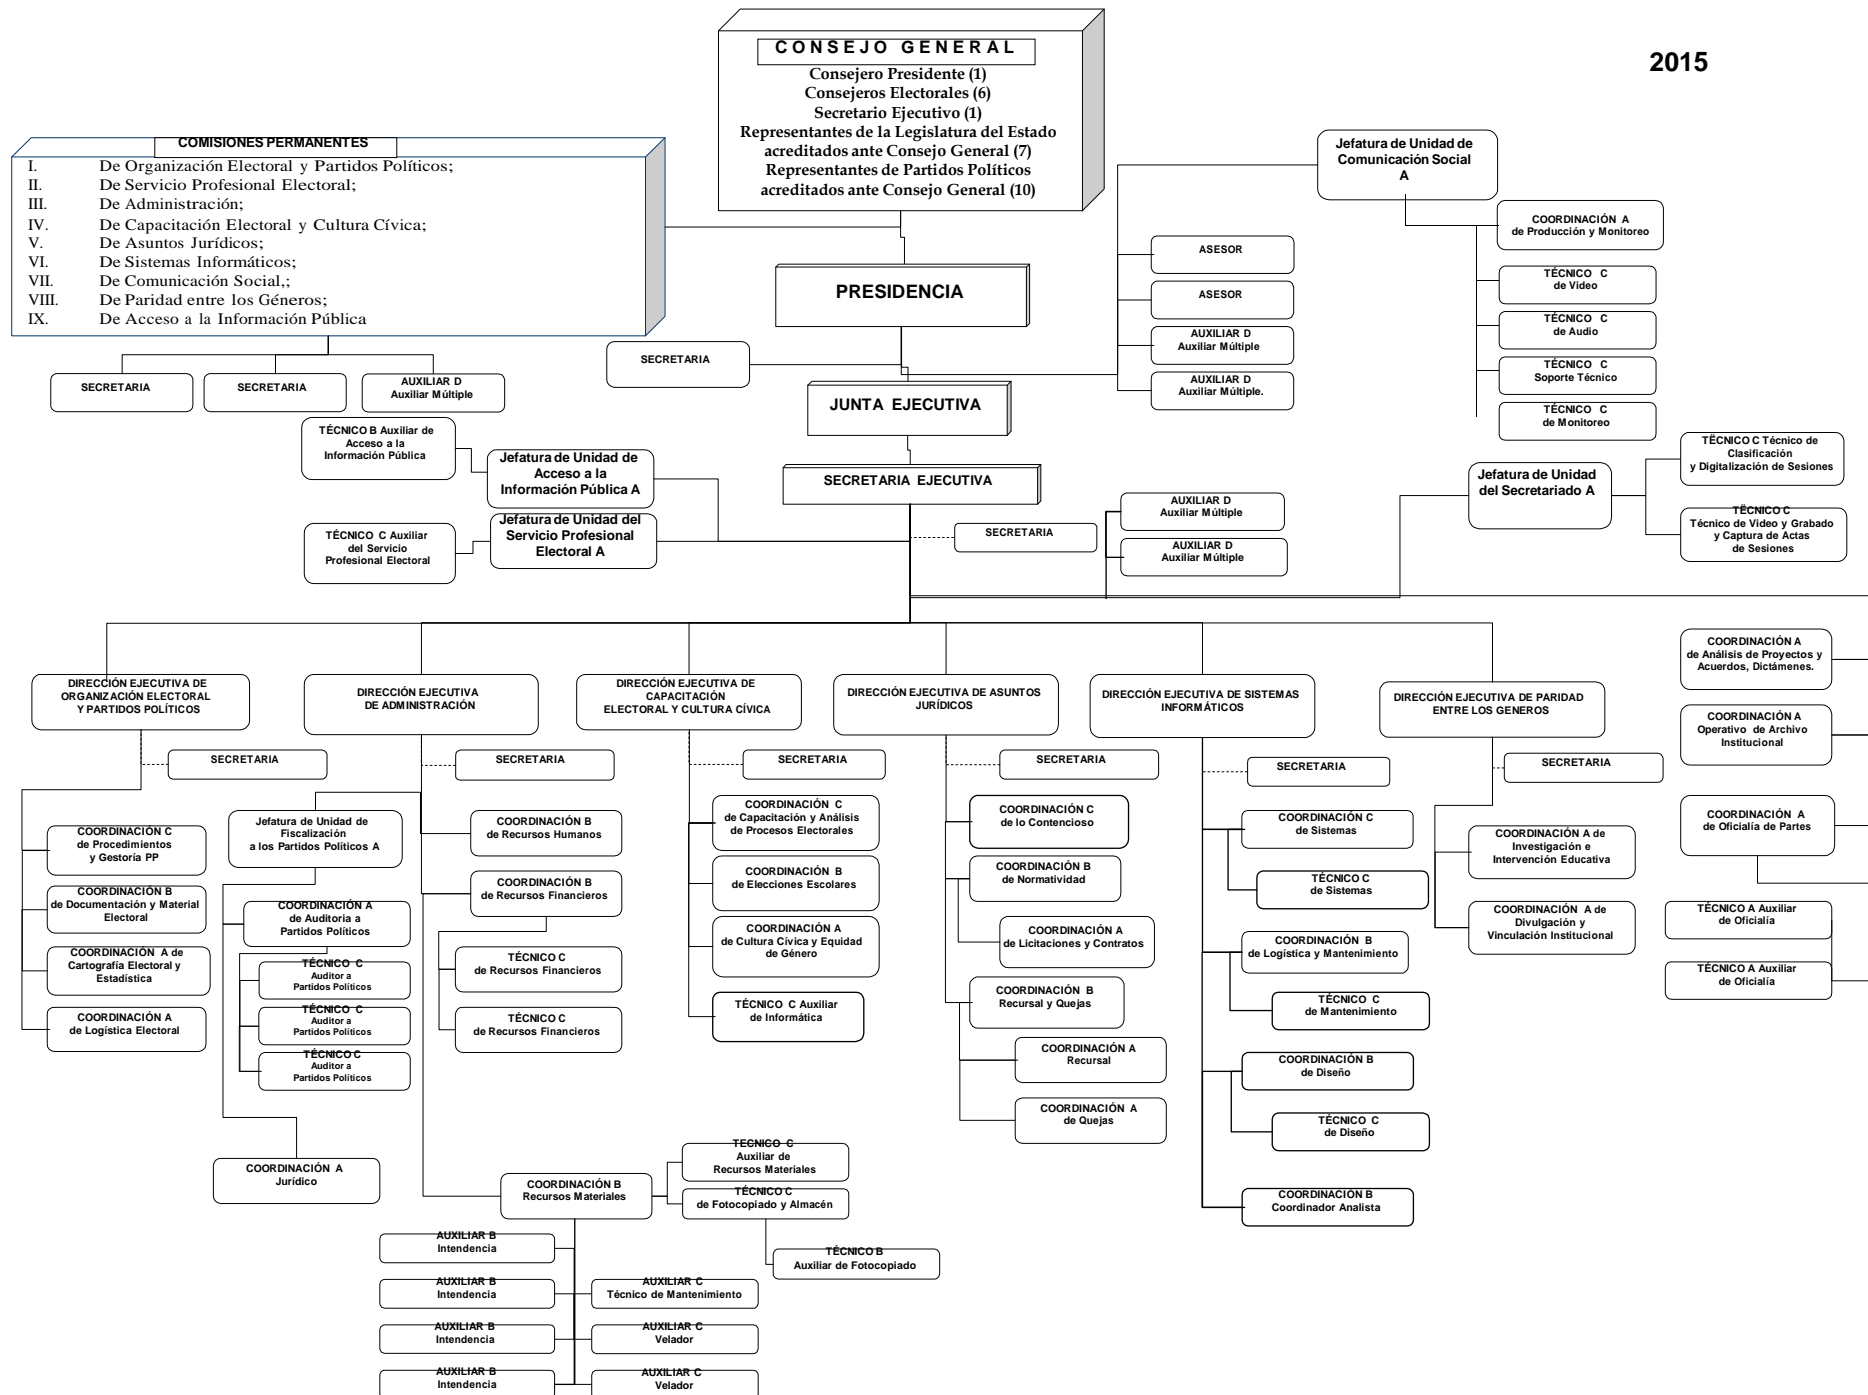 2015
C O N S E J O   G E N E R A L
Consejero Presidente (1)
Consejeros Electorales (6)
Secretario Ejecutivo (1)
Representantes de la Legislatura del Estado
acreditados ante Consejo General (7)
Representantes de Partidos Políticos
acreditados ante Consejo General (10)
COMISIONES PERMANENTES
I. De Organización Electoral y Partidos Políticos;
II. De Servicio Profesional Electoral;
III. De Administración;
IV. De Capacitación Electoral y Cultura Cívica;
V. De Asuntos Jurídicos;
VI. De Sistemas Informáticos;
VII. De Comunicación Social,;
VIII. De Paridad entre los Géneros;
IX. De Acceso a la Información Pública
SECRETARIA
SECRETARIA
AUXILIAR D
Auxiliar Múltiple
PRESIDENCIA
SECRETARIA
ASESOR
ASESOR
AUXILIAR D
Auxiliar Múltiple
AUXILIAR D
Auxiliar Múltiple.
Jefatura de Unidad de
Comunicación Social
A
COORDINACIÓN A
de Producción y Monitoreo
TÉCNICO C
de Video
TÉCNICO C
de Audio
TÉCNICO C
Soporte Técnico
TÉCNICO C
de Monitoreo
JUNTA EJECUTIVA
SECRETARIA EJECUTIVA
TÉCNICO B Auxiliar de
Acceso a la
Información Pública
Jefatura de Unidad de
Acceso a la
Información Pública A
TÉCNICO C Auxiliar
del Servicio
Profesional Electoral
Jefatura de Unidad del
Servicio Profesional
Electoral A
SECRETARIA
AUXILIAR D
Auxiliar Múltiple
AUXILIAR D
Auxiliar Múltiple
Jefatura de Unidad
del Secretariado A
TËCNICO C Técnico de
Clasificación
y Digitalización de Sesiones
TËCNICO C
Técnico de Video y Grabado
y Captura de Actas
de Sesiones
DIRECCIÓN EJECUTIVA DE
ORGANIZACIÓN ELECTORAL
Y PARTIDOS POLÍTICOS
SECRETARIA
COORDINACIÓN C
de Procedimientos
y Gestoría PP
COORDINACIÓN B
de Documentación y Material
Electoral
COORDINACIÓN A de
Cartografía Electoral y
Estadística
COORDINACIÓN A
de Logística Electoral
DIRECCIÓN EJECUTIVA
DE ADMINISTRACIÓN
SECRETARIA
Jefatura de Unidad de
Fiscalización
a los Partidos Políticos A
COORDINACIÓN A
de Auditoria a
Partidos Políticos
TÉCNICO C
Auditor a
Partidos Políticos
TÉCNICO C
Auditor a
Partidos Políticos
TÉCNICO C
Auditor a
Partidos Políticos
COORDINACIÓN A
Jurídico
COORDINACIÓN B
de Recursos Humanos
COORDINACIÓN B
de Recursos Financieros
TÉCNICO C
de Recursos Financieros
TÉCNICO C
de Recursos Financieros
COORDINACIÓN B
Recursos Materiales
TECNICO C
Auxiliar de
Recursos Materiales
TÉCNICO C
de Fotocopiado y Almacén
TÉCNICO B
Auxiliar de Fotocopiado
AUXILIAR B
Intendencia
AUXILIAR B
Intendencia
AUXILIAR C
Técnico de Mantenimiento
AUXILIAR B
Intendencia
AUXILIAR C
Velador
AUXILIAR B
Intendencia
AUXILIAR C
Velador
DIRECCIÓN EJECUTIVA DE
CAPACITACIÓN
ELECTORAL Y CULTURA CÍVICA
SECRETARIA
COORDINACIÓN C
de Capacitación y Análisis
de Procesos Electorales
COORDINACIÓN B
de Elecciones Escolares
COORDINACIÓN A
de Cultura Cívica y Equidad
de Género
TÉCNICO C Auxiliar
de Informática
DIRECCIÓN EJECUTIVA DE ASUNTOS
JURÍDICOS
SECRETARIA
COORDINACIÓN C
de lo Contencioso
COORDINACIÓN B
de Normatividad
COORDINACIÓN A
de Licitaciones y Contratos
COORDINACIÓN B
Recursal y Quejas
COORDINACIÓN A
Recursal
COORDINACIÓN A
de Quejas
DIRECCIÓN EJECUTIVA DE SISTEMAS
INFORMÁTICOS
SECRETARIA
COORDINACIÓN C
de Sistemas
TÉCNICO C
de Sistemas
COORDINACIÓN B
de Logística y Mantenimiento
TÉCNICO C
de Mantenimiento
COORDINACIÓN B
de Diseño
TÉCNICO C
de Diseño
COORDINACIÓN B
Coordinador Analista
DIRECCIÓN EJECUTIVA DE PARIDAD
ENTRE LOS GENEROS
SECRETARIA
COORDINACIÓN A de
Investigación e
Intervención Educativa
COORDINACIÓN A de
Divulgación y
Vinculación Institucional
COORDINACIÓN A
de Análisis de Proyectos y
Acuerdos, Dictámenes.
COORDINACIÓN A
Operativo de Archivo
Institucional
COORDINACIÓN A
de Oficialía de Partes
TÉCNICO A Auxiliar
de Oficialía
TÉCNICO A Auxiliar
de Oficialía